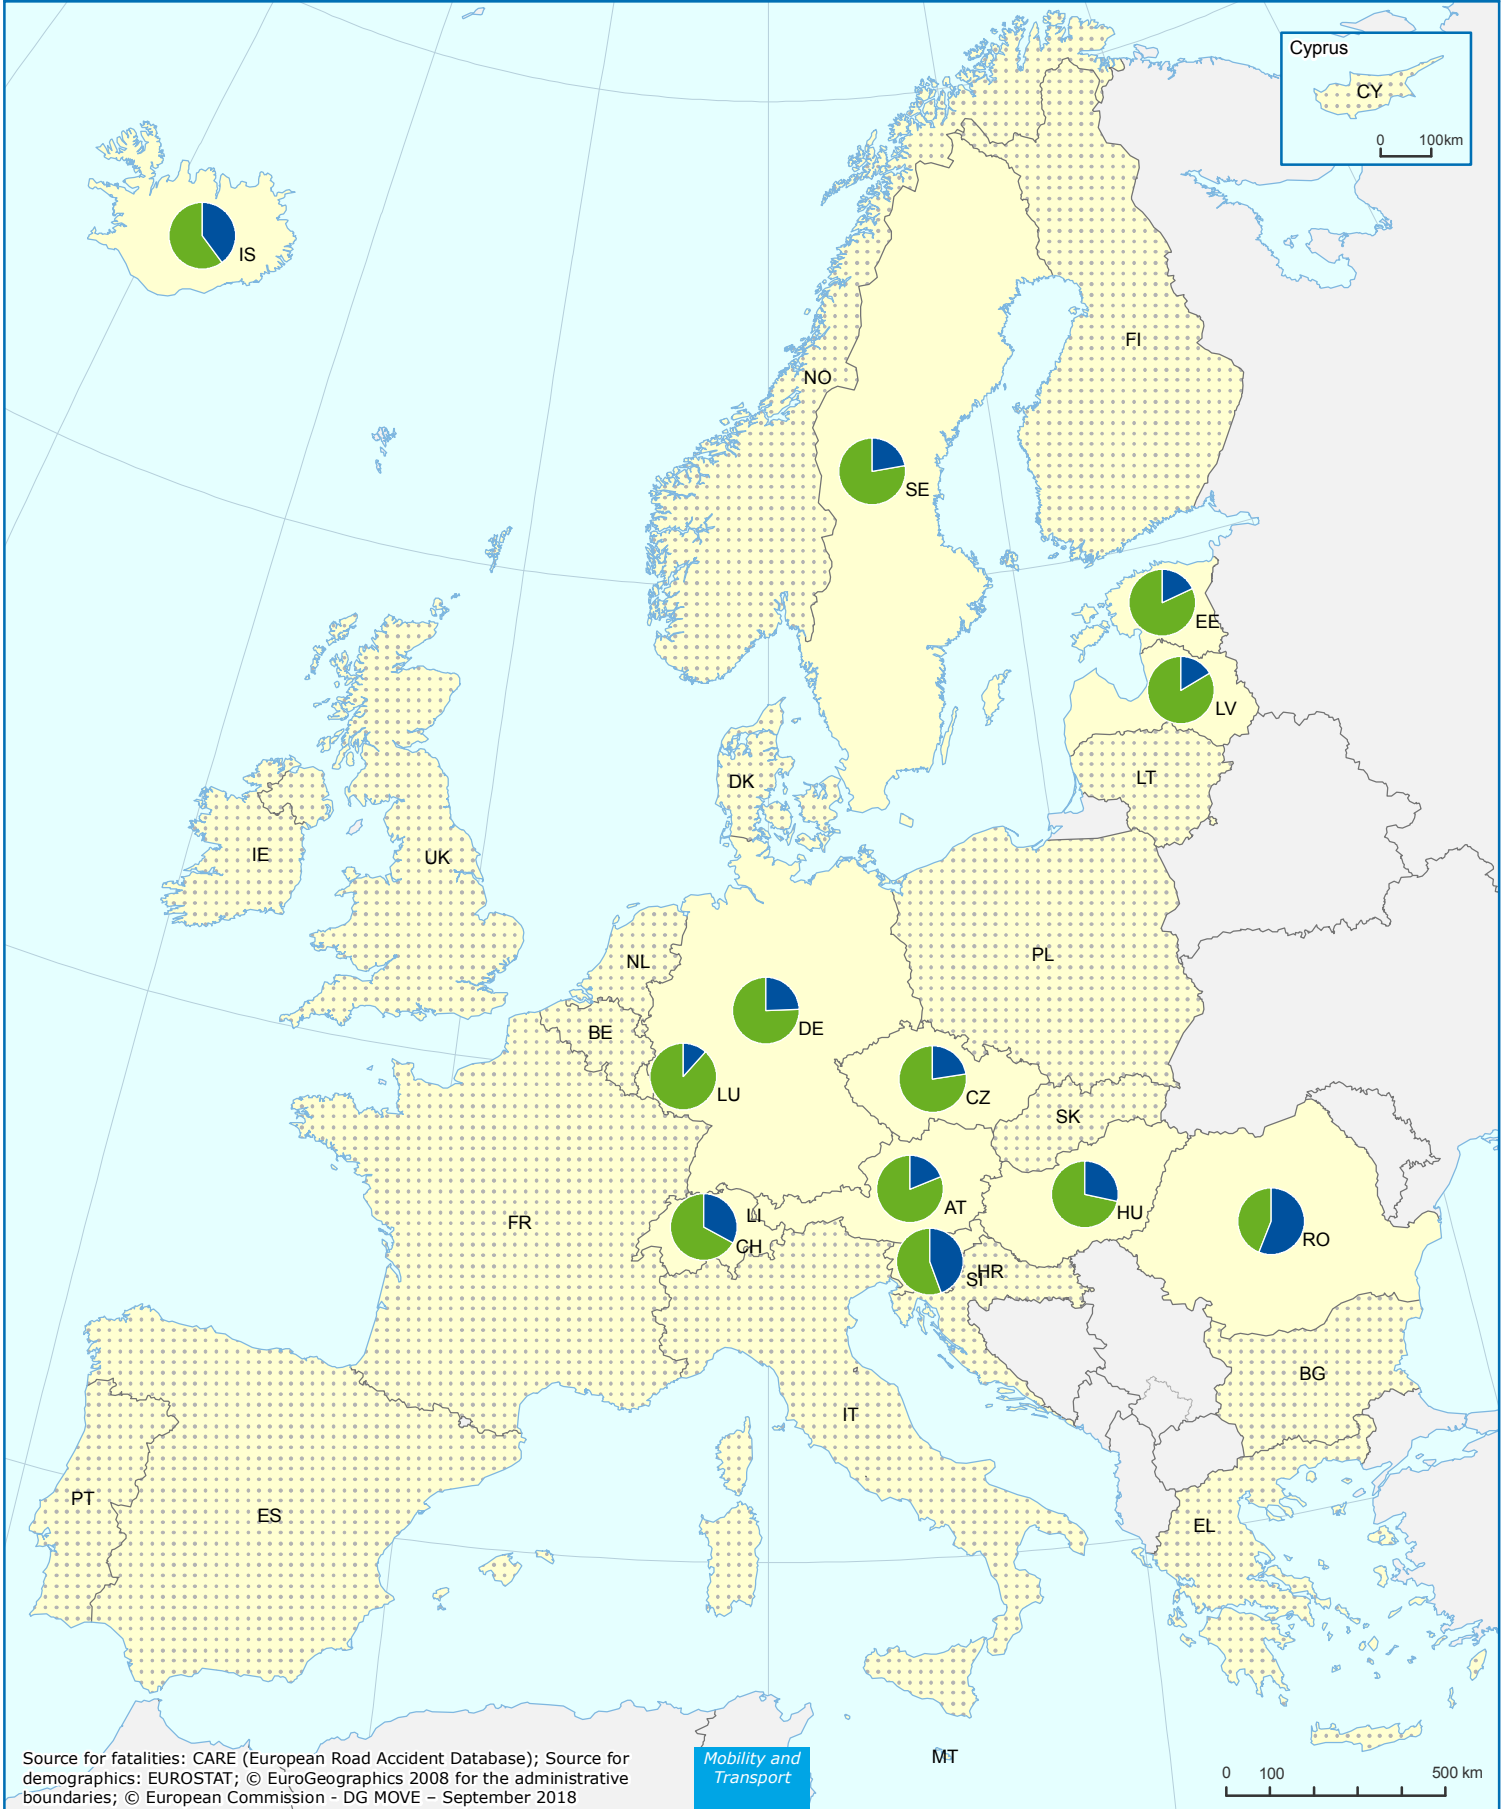 Cyprus
CY
0 100km
IS
FI
NO
SE
EE
LV
LT
DK
IE
UK
NL
PL
BE
DE
LU
CZ
SK
AT
HU
LI
FR
CH
RO
SI
HR
BG
IT
PT
ES
EL
MT
Source for fatalities: CARE (European Road Accident Database); Source for
demographics: EUROSTAT; © EuroGeographics 2008 for the administrative
boundaries; © European Commission - DG MOVE – September 2018
Mobility and
Transport
0 100 500 km